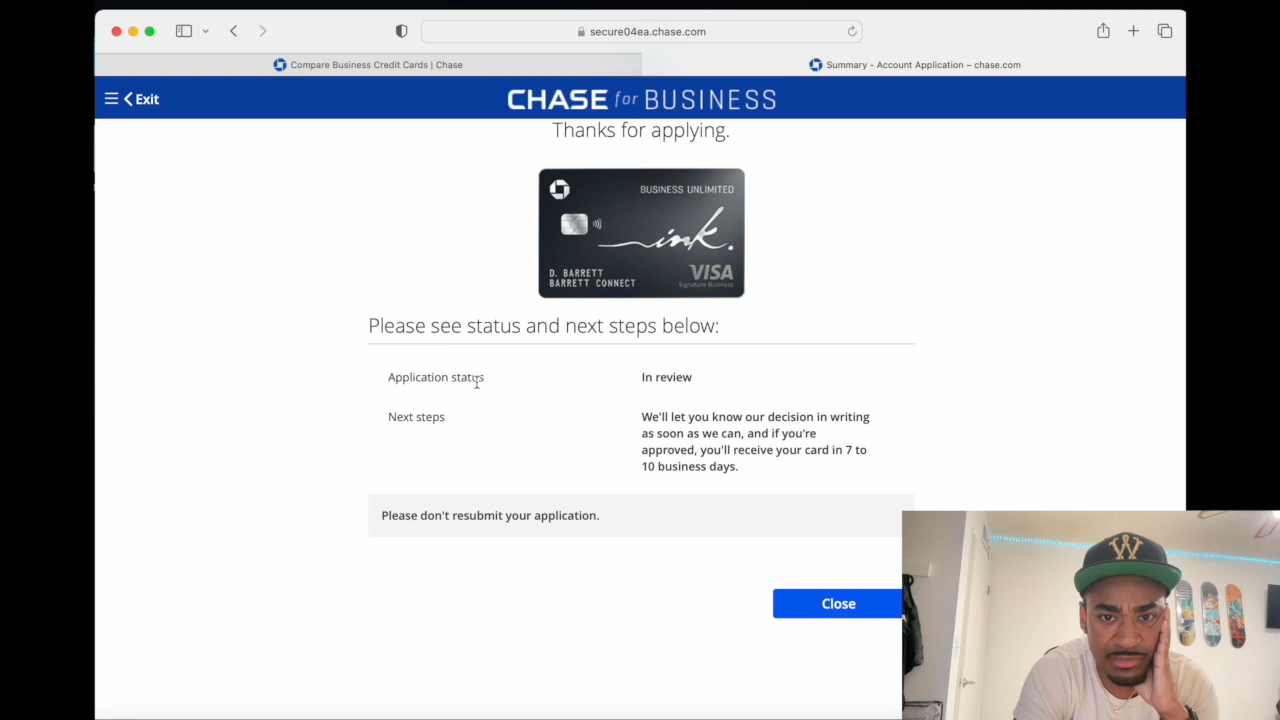 secure04ea.chase.com
Compare Business Credit Cards | Chase
Summary - Account Application – chase.com
Exit
CHASE for BUSINESS
Thanks for applying.
BUSINESS UNLIMITED
ink.
D. BARRETT
BARRETT CONNECT
VISA
Signature Business
Please see status and next steps below:
Application status
In review
Next steps
We'll let you know our decision in writing
as soon as we can, and if you're
approved, you'll receive your card in 7 to
10 business days.
Please don't resubmit your application.
Close
W